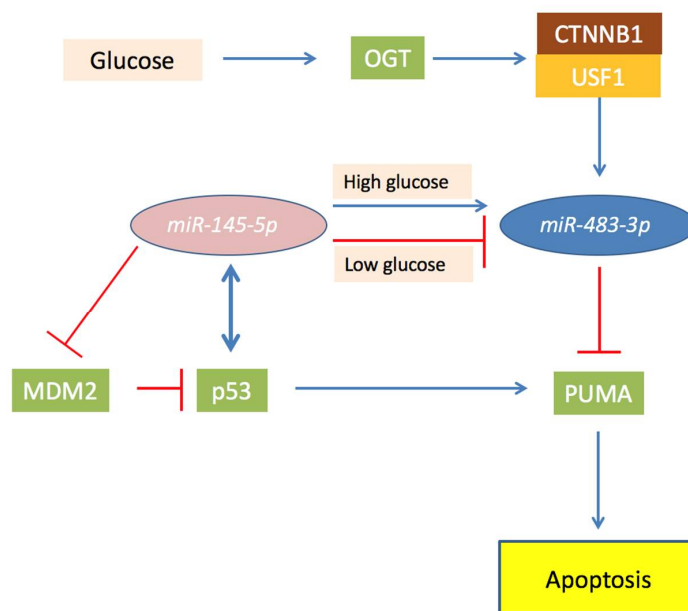 CTNNB1
Glucose
OGT
USF1
High glucose
miR-145-5p
miR-483-3p
Low glucose
MDM2
p53
PUMA
Apoptosis